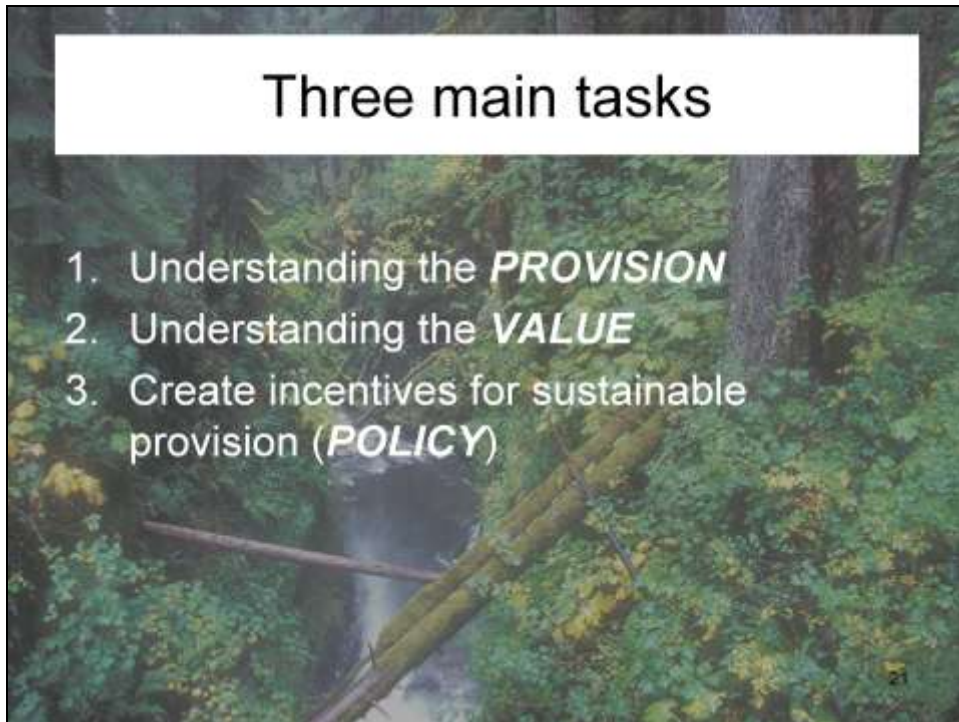 Three main tasks
1. Understanding the PROVISION
2. Understanding the VALUE
3. Create incentives for sustainable
provision (POLICY)
21